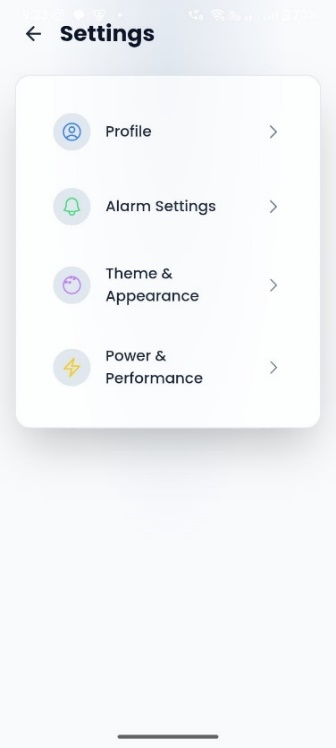 Settings
Profile
Alarm Settings
Theme &
Appearance
Power &
Performance